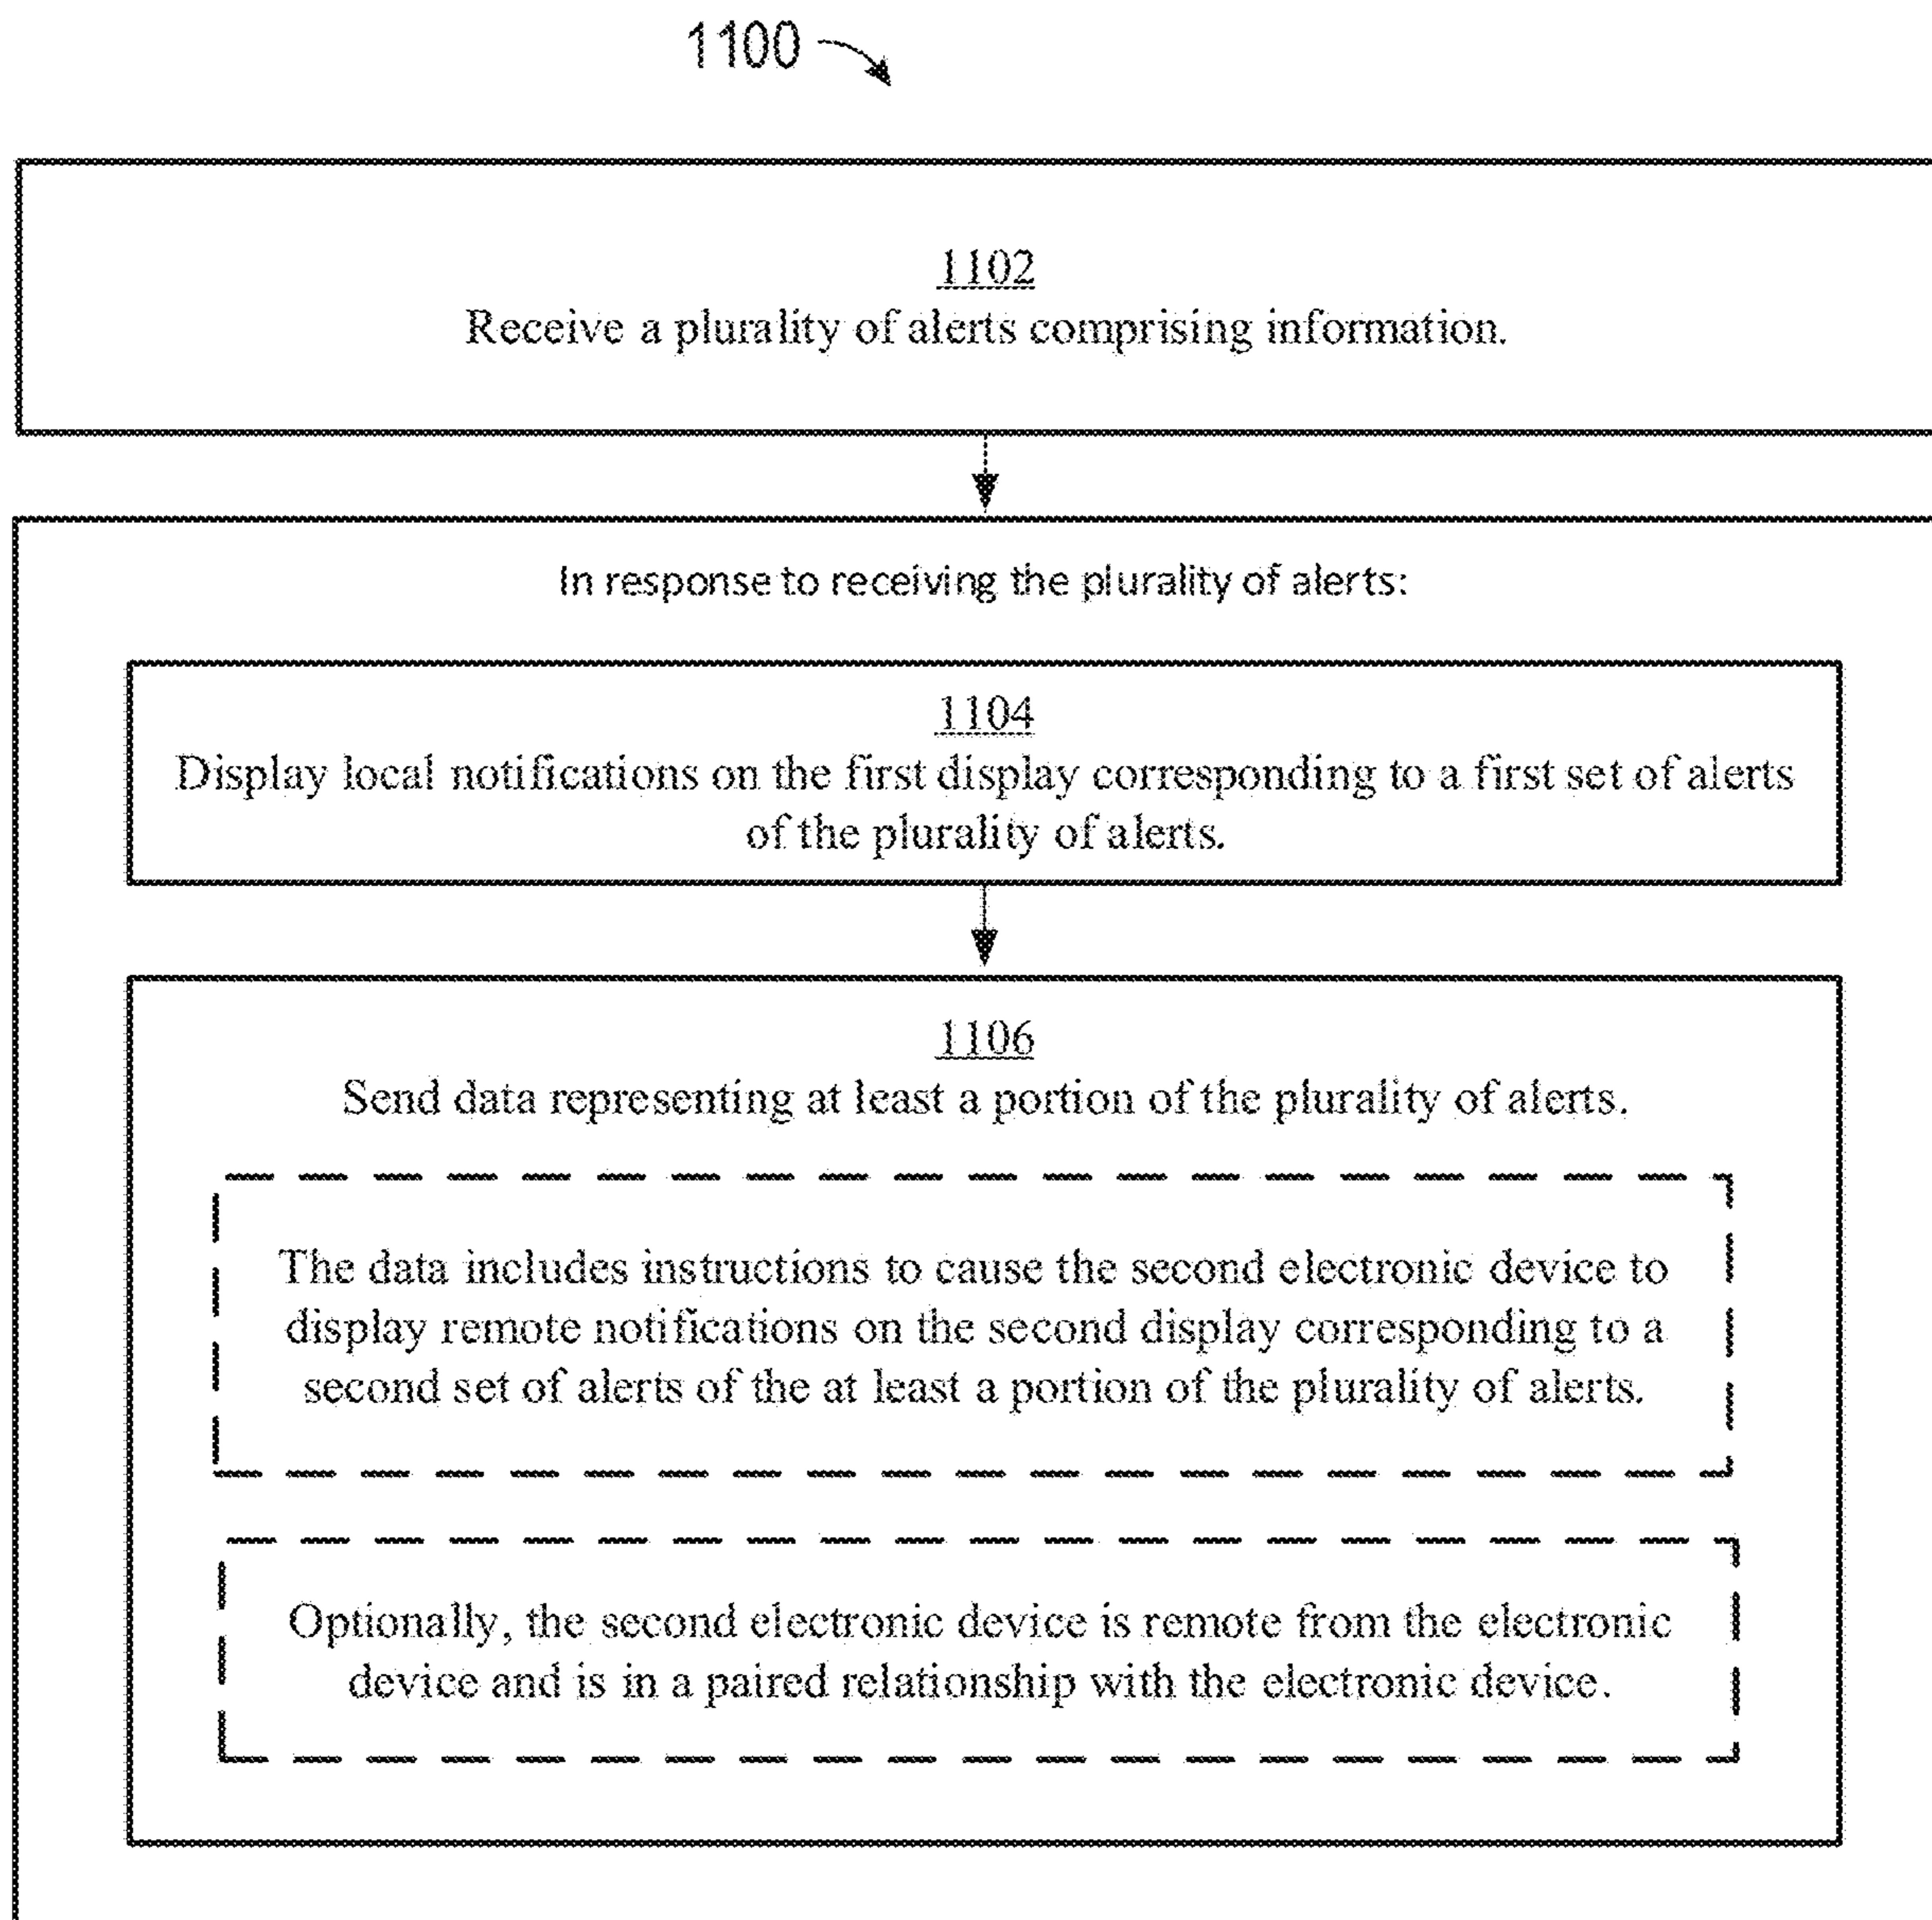 1100
1102
Receive a plurality of alerts comprising information.
In response to receiving the plurality of alerts:
1104
Display local notifications on the first display corresponding to a first set of alerts
of the plurality of alerts.
1106
Send data representing at least a portion of the plurality of alerts.
The data includes instructions to cause the second electronic device to
display remote notifications on the second display corresponding to a
second set of alerts of the at least a portion of the plurality of alerts.
Optionally, the second electronic device is remote from the electronic
device and is in a paired relationship with the electronic device.